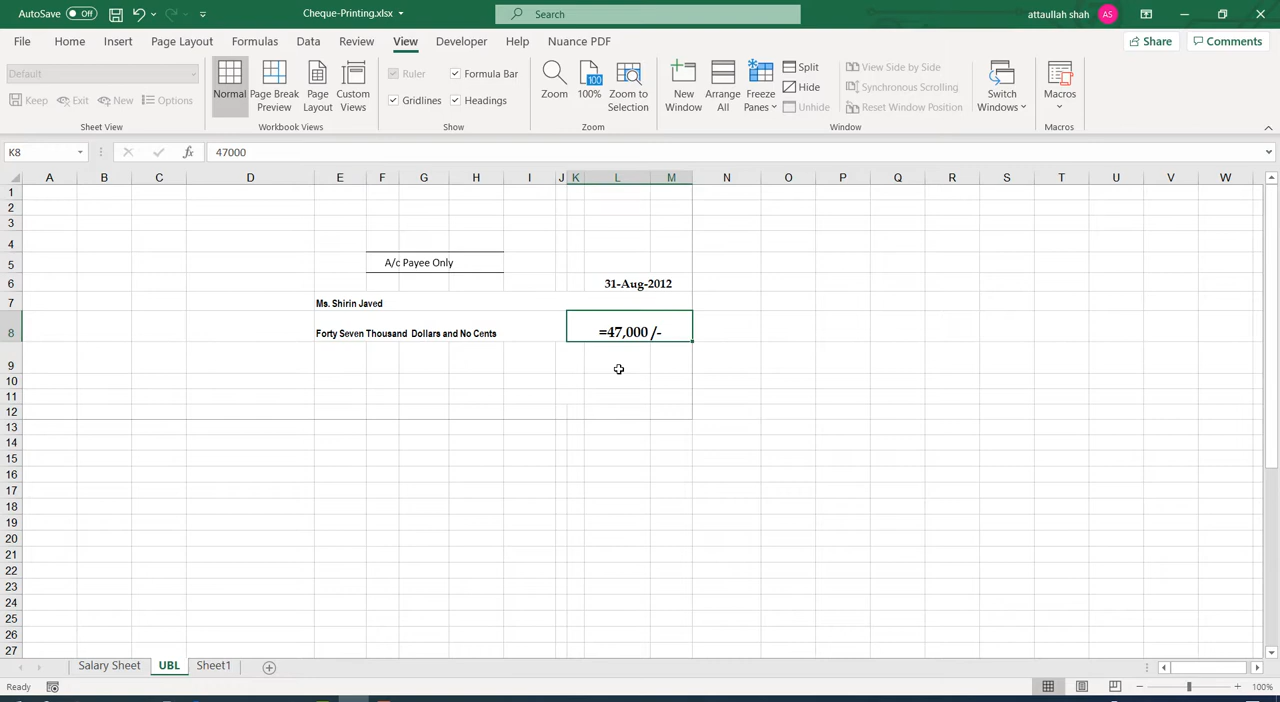 AutoSave Off Cheque-Printing.xlsx Search attaullah shah AS
File Home Insert Page Layout Formulas Data Review View Developer Help Nuance PDF Share Comments
Default
Keep Exit New Options
Sheet View
Normal Page Break Preview Page Layout Custom Views
Workbook Views
Ruler Formula Bar
Gridlines Headings
Show
Zoom 100 100% Zoom to Selection
Zoom
New Window Arrange All Freeze Panes
Split
Hide
Unhide
View Side by Side
Synchronous Scrolling
Reset Window Position
Switch Windows
Window
Macros
Macros
K8 fx 47000
A B C D E F G H I J K L M N O P Q R S T U V W
1
2
3
4
5 A/c Payee Only
6 31-Aug-2012
7 Ms. Shirin Javed
8 Forty Seven Thousand Dollars and No Cents =47,000 /-
9
10
11
12
13
14
15
16
17
18
19
20
21
22
23
24
25
26
27
Salary Sheet UBL Sheet1
Ready 100%